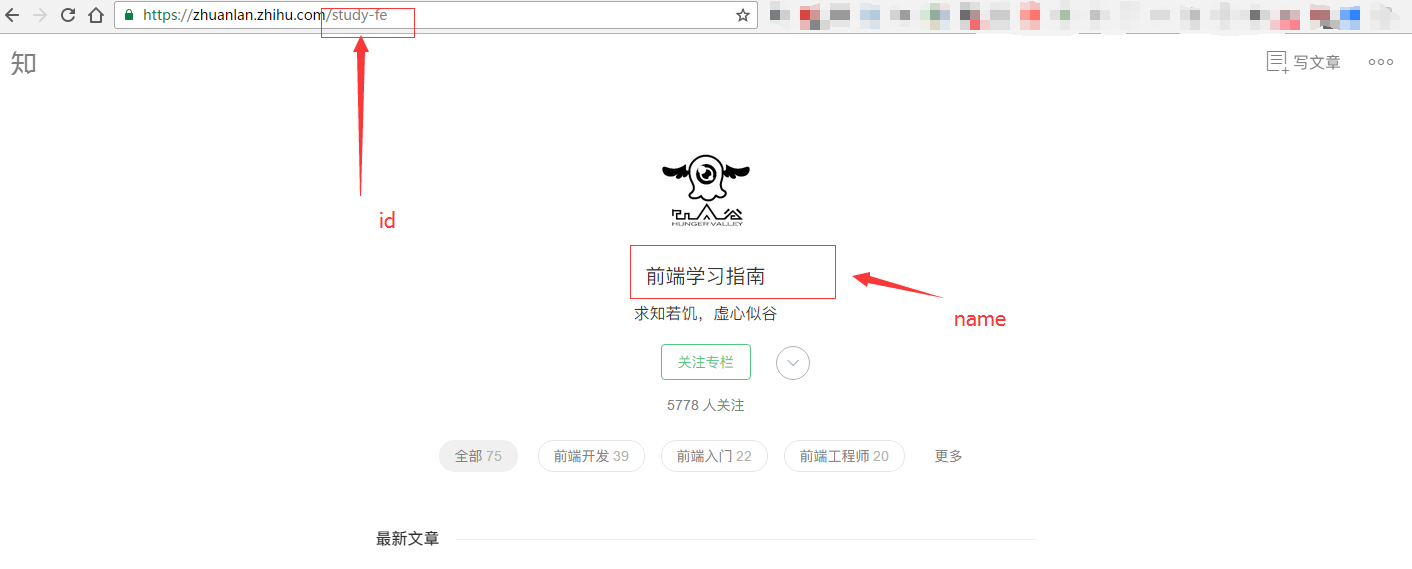 https://zhuanlan.zhihu.com/study-fe
知
写文章
id
HUNGER VALLEY
前端学习指南
name
求知若饥，虚心似谷
关注专栏
5778 人关注
全部 75 前端开发 39 前端入门 22 前端工程师 20 更多
最新文章